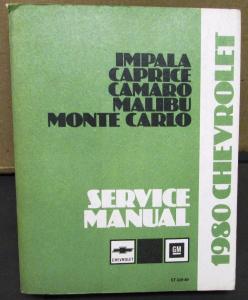 IMPALA
CAPRICE
CAMARO
MALIBU
MONTE CARLO
SERVICE
MANUAL
CHEVROLET
GM
1980 CHEVROLET